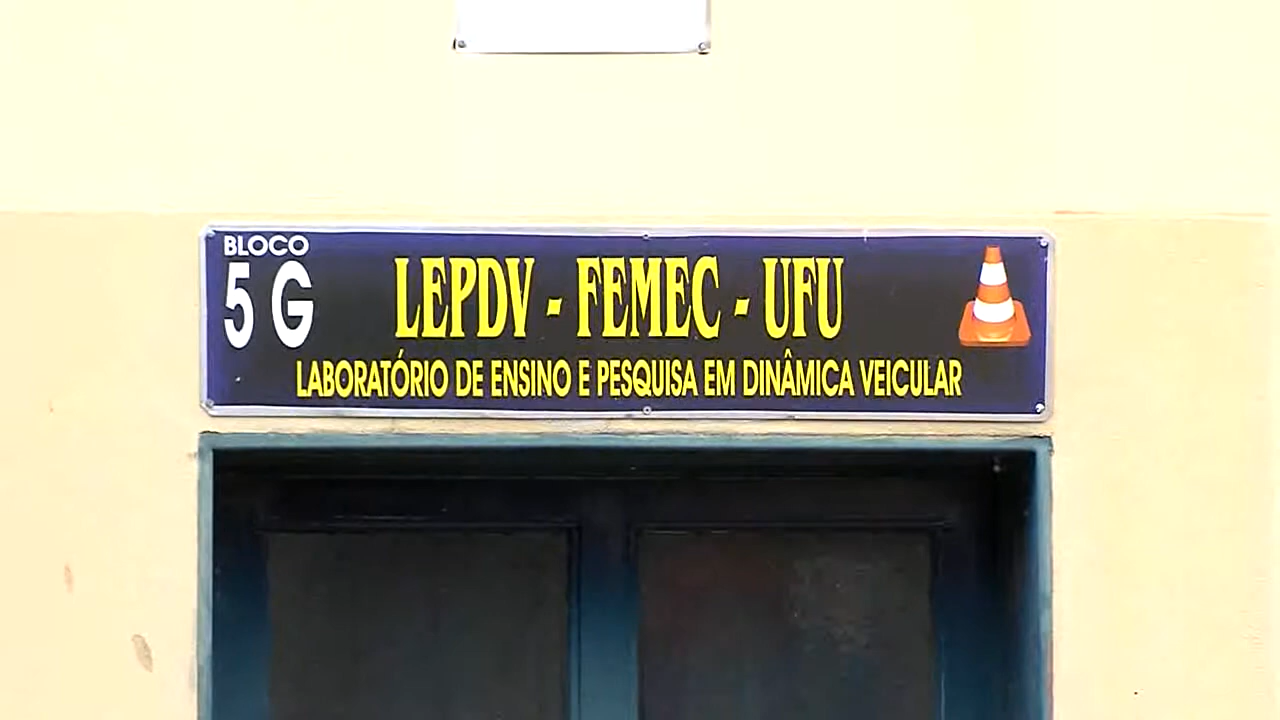 BLOCO
5 G
LEPDV - FEMEC - UFU
LABORATÓRIO DE ENSINO E PESQUISA EM DINÂMICA VEICULAR